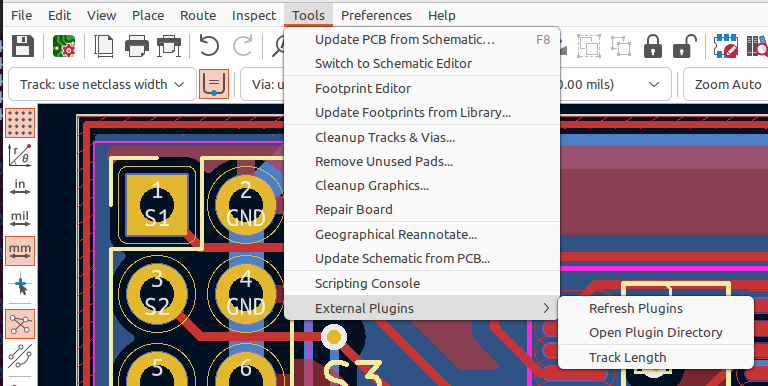 File Edit View Place Route Inspect Tools Preferences Help
Update PCB from Schematic... F8
Switch to Schematic Editor
Footprint Editor
Update Footprints from Library...
Cleanup Tracks & Vias...
Remove Unused Pads...
Cleanup Graphics...
Repair Board
Geographical Reannotate...
Update Schematic from PCB...
Scripting Console
External Plugins
Refresh Plugins
Open Plugin Directory
Track Length
Track: use netclass width
Via: u
0.00 mils)
Zoom Auto
r θ
in
mil
mm
1
S1
2
GND
3
S2
4
GND
5
6
S3